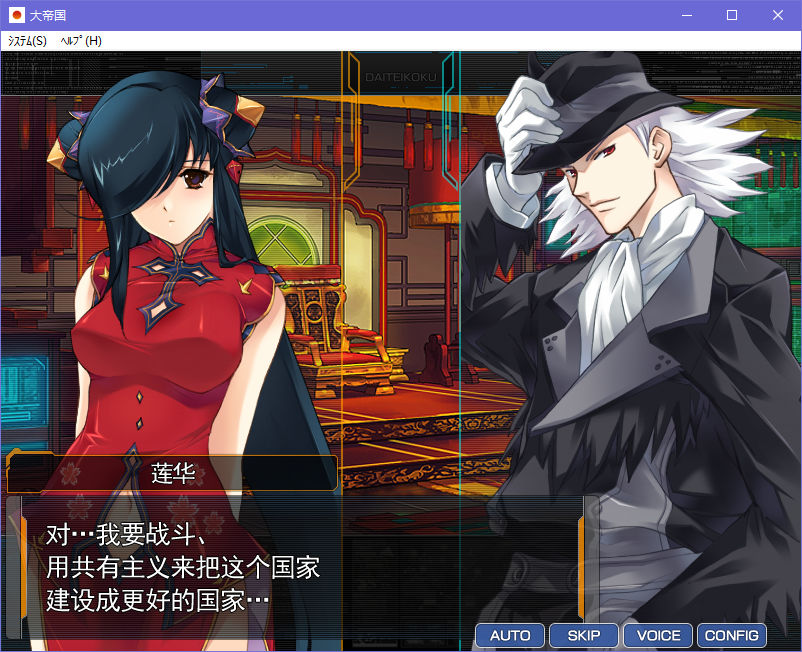 大帝国
ｼｽﾃﾑ(S) ﾍﾙﾌﾟ(H)
DAITEIKOKU
莲华
对…我要战斗、
用共有主义来把这个国家
建设成更好的国家…
AUTO SKIP VOICE CONFIG